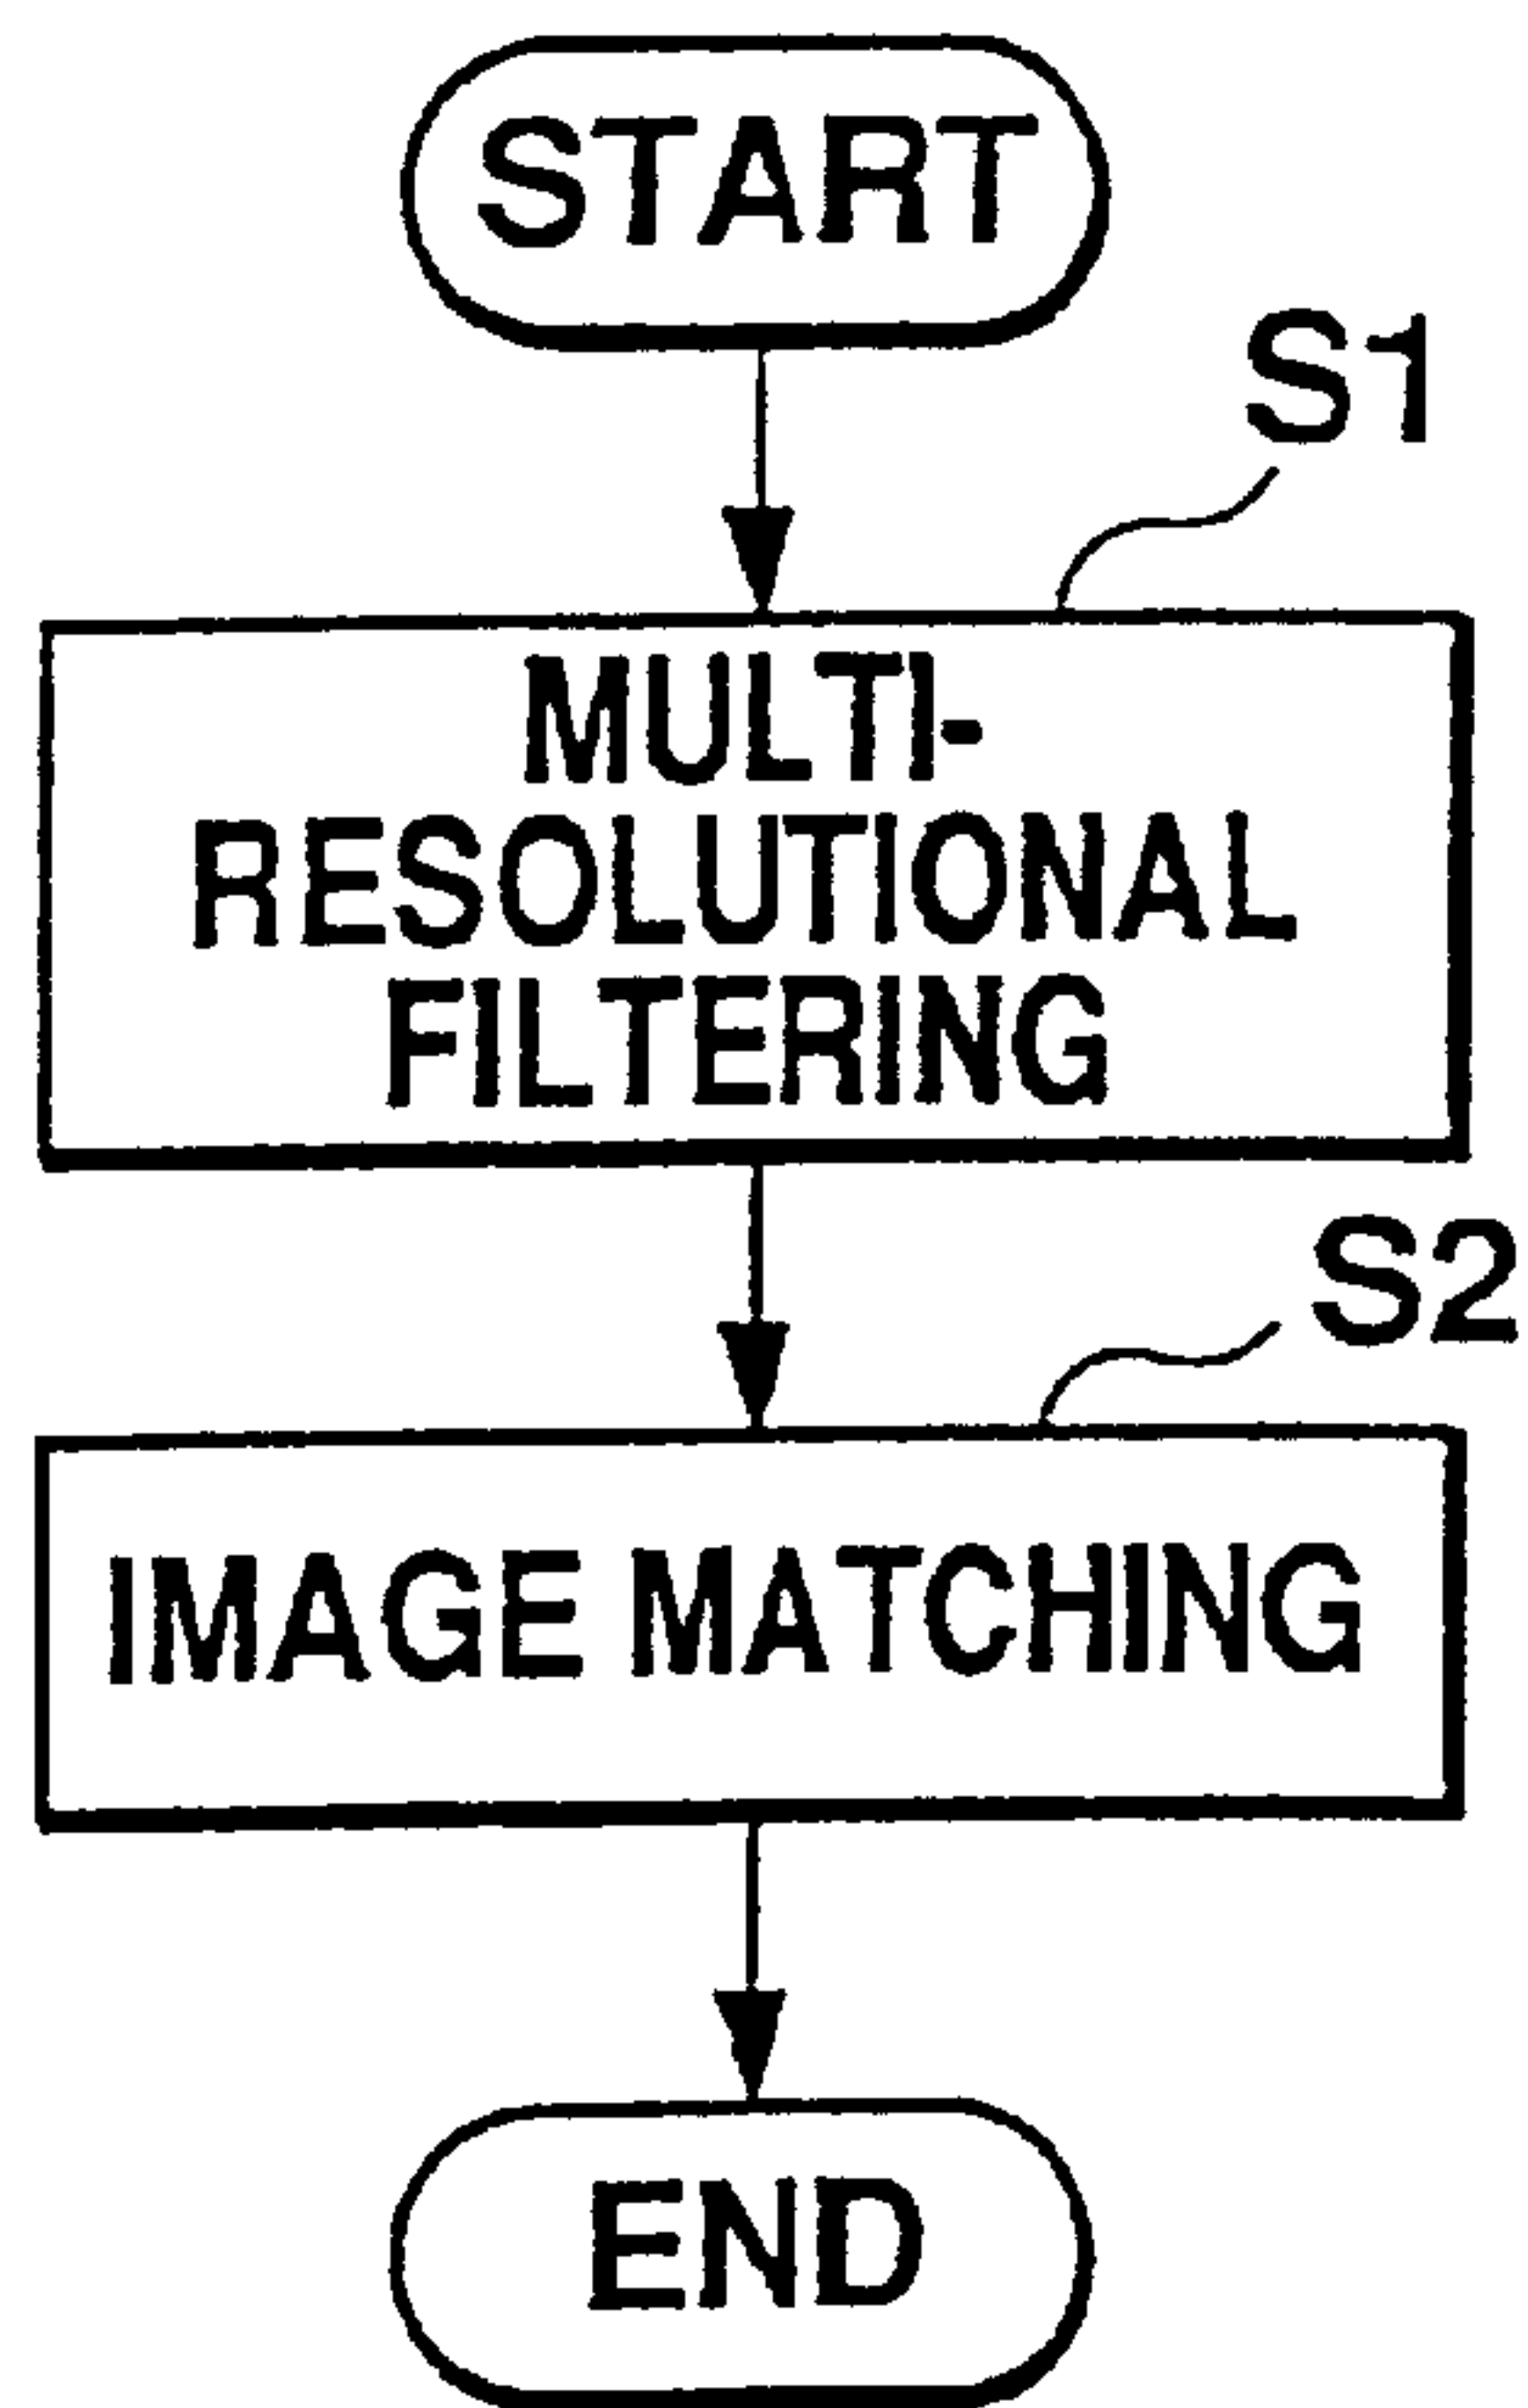 START
S1
MULTI-
RESOLUTIONAL
FILTERING
S2
IMAGE MATCHING
END